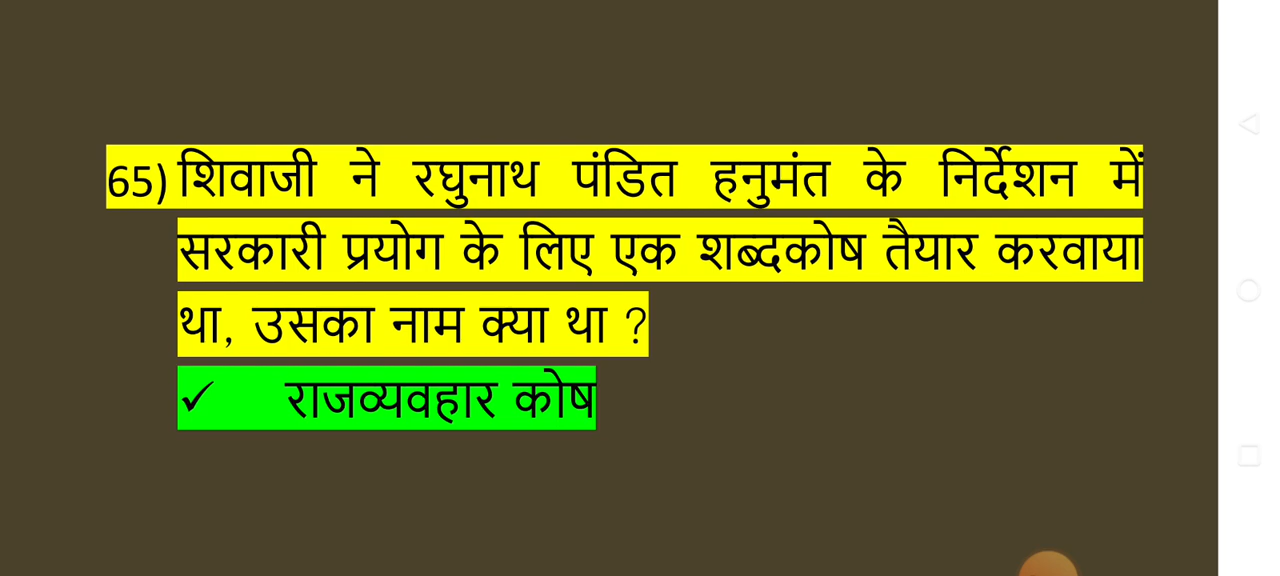 65) शिवाजी ने रघुनाथ पंडित हनुमंत के निर्देशन में
सरकारी प्रयोग के लिए एक शब्दकोष तैयार करवाया
था, उसका नाम क्या था ?
✓ राजव्यवहार कोष